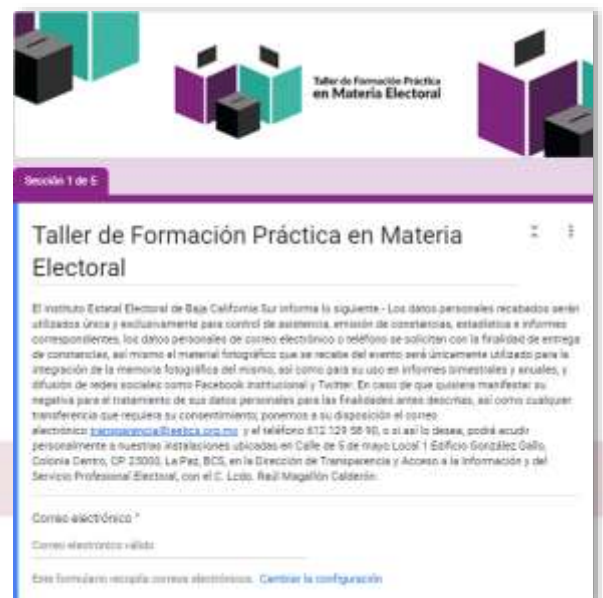 Taller de Formación Práctica
en Materia Electoral
Sección 1 de 5
Taller de Formación Práctica en Materia
Electoral
El Instituto Estatal Electoral de Baja California Sur informa lo siguiente.- Los datos personales recabados serán
utilizados única y exclusivamente para control de asistencia, emisión de constancias, estadística e informes
correspondientes, los datos personales de correo electrónico o teléfono se solicitan con la finalidad de entrega
de constancias, así mismo el material fotográfico que se recabe del evento será únicamente utilizado para la
integración de la memoria fotográfica del mismo, así como para su uso en informes bimestrales y anuales, y
difusión de redes sociales como Facebook institucional y Twitter. En caso de que quisiera manifestar su
negativa para el tratamiento de sus datos personales para las finalidades antes descritas, así como cualquier
transferencia que requiera su consentimiento, ponemos a su disposición el correo
electrónico transparencia@ieebcs.org.mx y el teléfono 612 129 58 90, o si así lo desea, podrá acudir
personalmente a nuestras instalaciones ubicadas en Calle de 5 de mayo Local 1 Edificio González Gallo,
Colonia Centro, CP 23000, La Paz, BCS, en la Dirección de Transparencia y Acceso a la Información y del
Servicio Profesional Electoral, con el C. Lcdo. Raúl Magallón Calderón.
Correo electrónico *
Correo electrónico válido
Este formulario recopila correos electrónicos. Cambiar la configuración